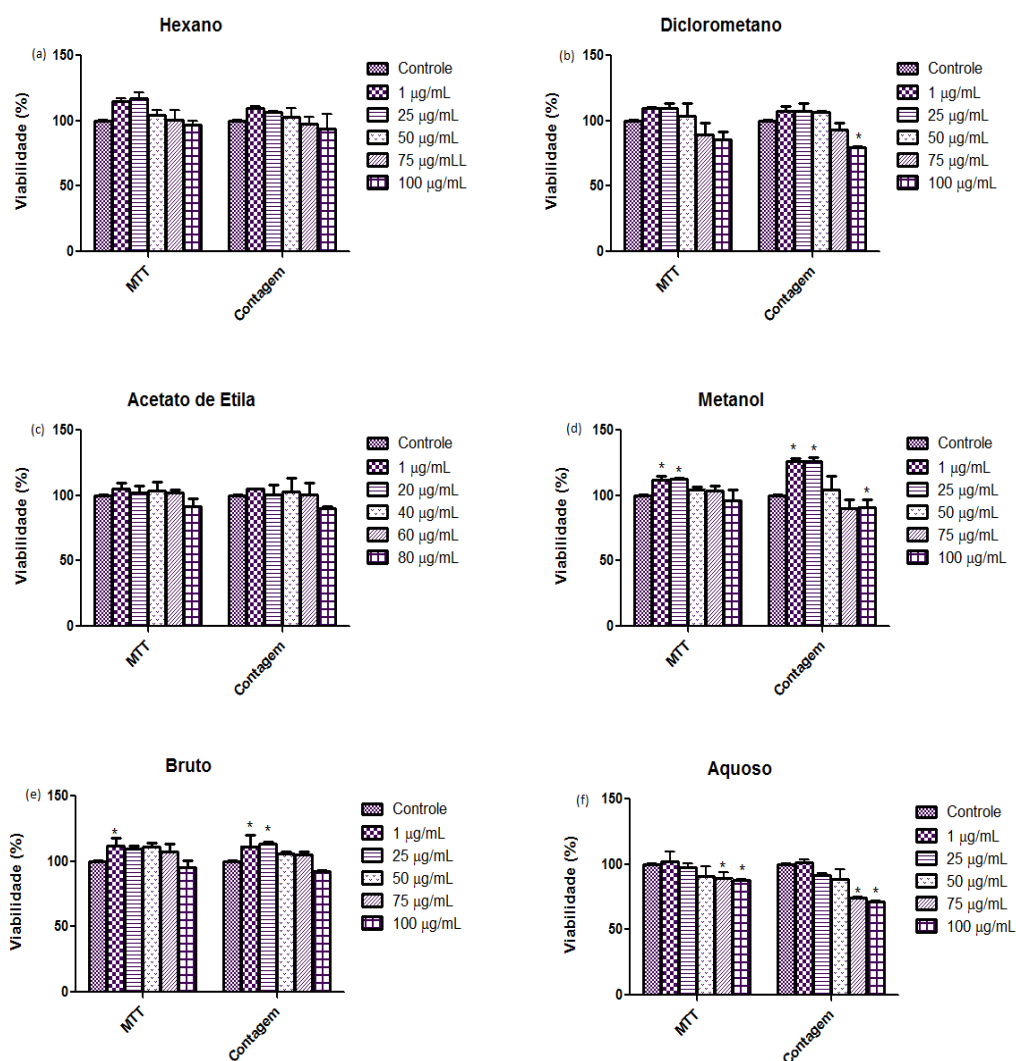 Hexano
(a)
Viabilidade (%)
150
100
50
0
MTT
Contagem
Controle
1 µg/mL
25 µg/mL
50 µg/mL
75 µg/mLL
100 µg/mL
Diclorometano
(b)
Viabilidade (%)
150
100
50
0
*
MTT
Contagem
Controle
1 µg/mL
25 µg/mL
50 µg/mL
75 µg/mL
100 µg/mL
Acetato de Etila
(c)
Viabilidade (%)
150
100
50
0
MTT
Contagem
Controle
1 µg/mL
20 µg/mL
40 µg/mL
60 µg/mL
80 µg/mL
Metanol
(d)
Viabilidade (%)
150
100
50
0
* * * * *
MTT
Contagem
Controle
1 µg/mL
25 µg/mL
50 µg/mL
75 µg/mL
100 µg/mL
Bruto
(e)
Viabilidade (%)
150
100
50
0
* * *
MTT
Contagem
Controle
1 µg/mL
25 µg/mL
50 µg/mL
75 µg/mL
100 µg/mL
Aquoso
(f)
Viabilidade (%)
150
100
50
0
* * * *
MTT
Contagem
Controle
1 µg/mL
25 µg/mL
50 µg/mL
75 µg/mL
100 µg/mL